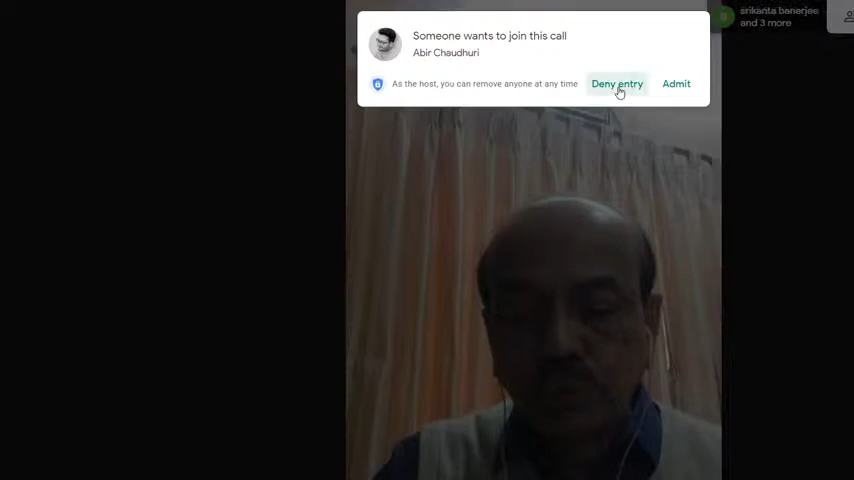 Someone wants to join this call
Abir Chaudhuri
As the host, you can remove anyone at any time
Deny entry
Admit
srikanta banerjee
and 3 more